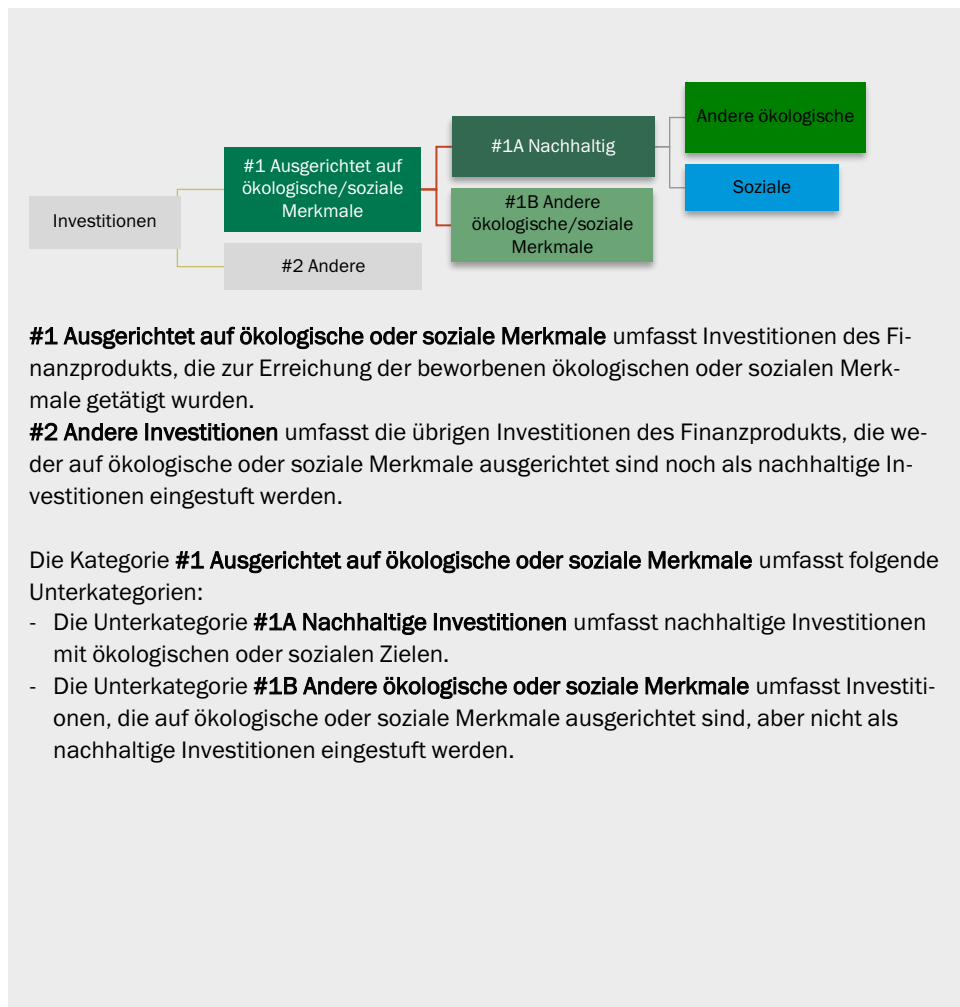 Investitionen
#1 Ausgerichtet auf
ökologische/soziale
Merkmale
#2 Andere
#1A Nachhaltig
#1B Andere
ökologische/soziale
Merkmale
Andere ökologische
Soziale
#1 Ausgerichtet auf ökologische oder soziale Merkmale umfasst Investitionen des Fi-
nanzprodukts, die zur Erreichung der beworbenen ökologischen oder sozialen Merk-
male getätigt wurden.
#2 Andere Investitionen umfasst die übrigen Investitionen des Finanzprodukts, die we-
der auf ökologische oder soziale Merkmale ausgerichtet sind noch als nachhaltige In-
vestitionen eingestuft werden.
Die Kategorie #1 Ausgerichtet auf ökologische oder soziale Merkmale umfasst folgende
Unterkategorien:
- Die Unterkategorie #1A Nachhaltige Investitionen umfasst nachhaltige Investitionen
mit ökologischen oder sozialen Zielen.
- Die Unterkategorie #1B Andere ökologische oder soziale Merkmale umfasst Investiti-
onen, die auf ökologische oder soziale Merkmale ausgerichtet sind, aber nicht als
nachhaltige Investitionen eingestuft werden.